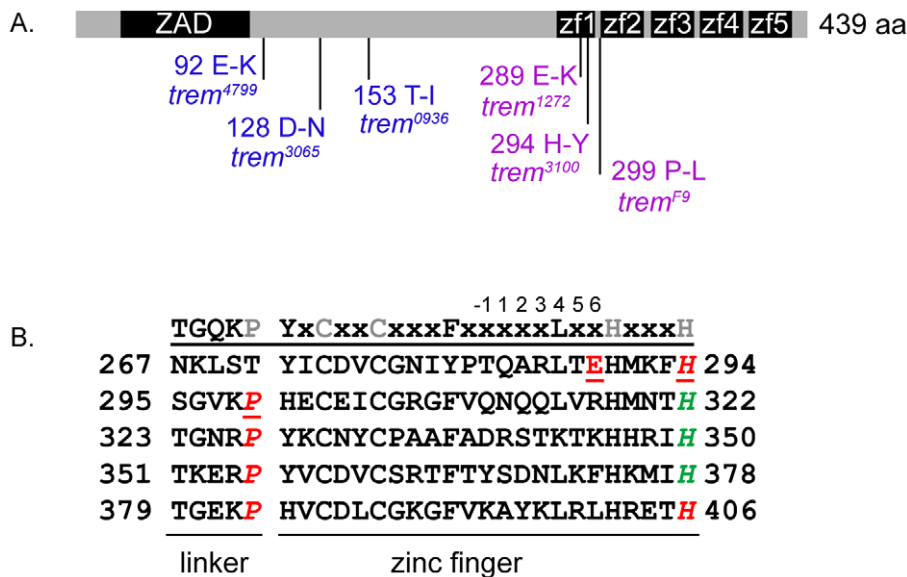 A. ZAD zf1 zf2 zf3 zf4 zf5 439 aa
92 E-K
trem4799
128 D-N
trem3065
153 T-I
trem0936
289 E-K
trem1272
294 H-Y
trem3100
299 P-L
tremF9
-1 1 2 3 4 5 6
B. TGQKP YxCxxCxxxFxxxxxLxxHxxxH
267 NKLST YICDVCGNIYPTQARLTEHMKFH 294
295 SGVKP HECEICGRGFVQNQQLVRHMNTH 322
323 TGNRP YKCNYCPAAFADRSTKTKHHRIH 350
351 TKERP YVCDVCSRTFTYSDNLKFHKMIH 378
379 TGEKP HVCDLCGKGFVKAYKLRLHRETH 406
linker zinc finger